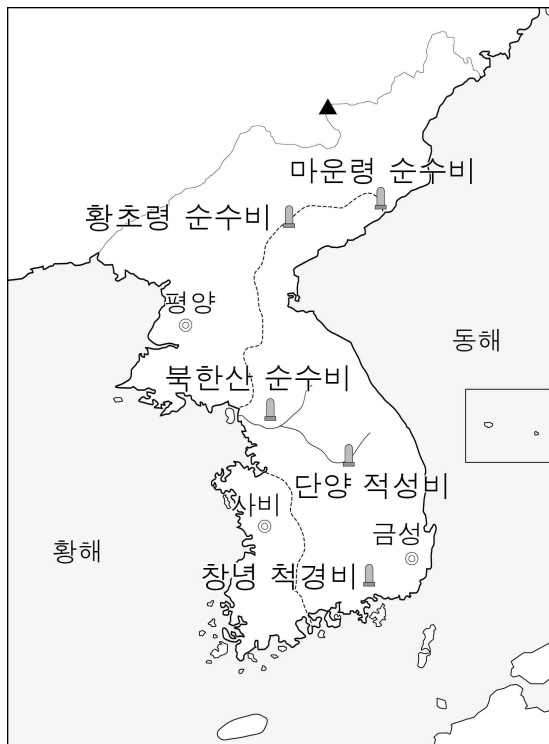 마운령 순수비
황초령 순수비
평양
동해
북한산 순수비
단양 적성비
사비
금성
황해
창녕 척경비